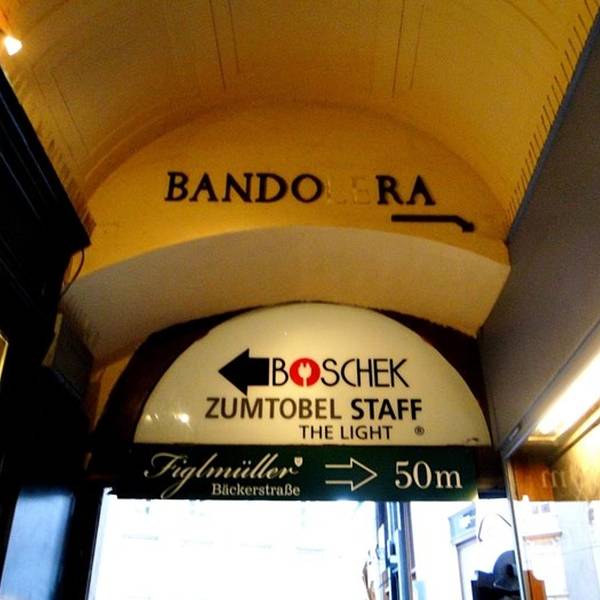 BANDOLERA
BOSCHEK
ZUMTOBEL STAFF
THE LIGHT ®
Figlmüller 50m
Bäckerstraße